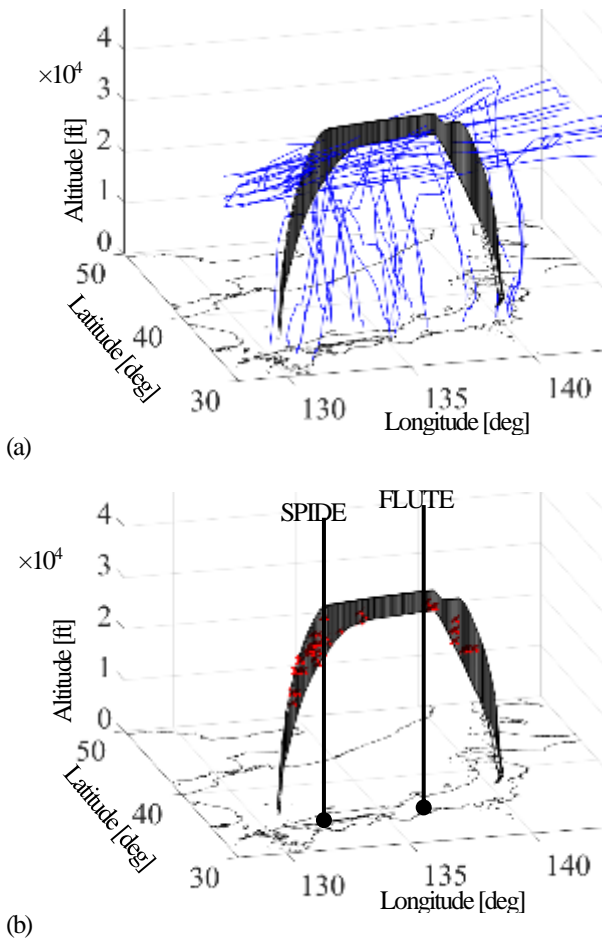 4
×10⁴
3
2
1
0
Altitude [ft]
50
40
30
Latitude [deg]
130
135
140
Longitude [deg]
(a)
SPIDE
FLUTE
4
×10⁴
3
2
1
0
Altitude [ft]
50
40
30
Latitude [deg]
130
135
140
Longitude [deg]
(b)